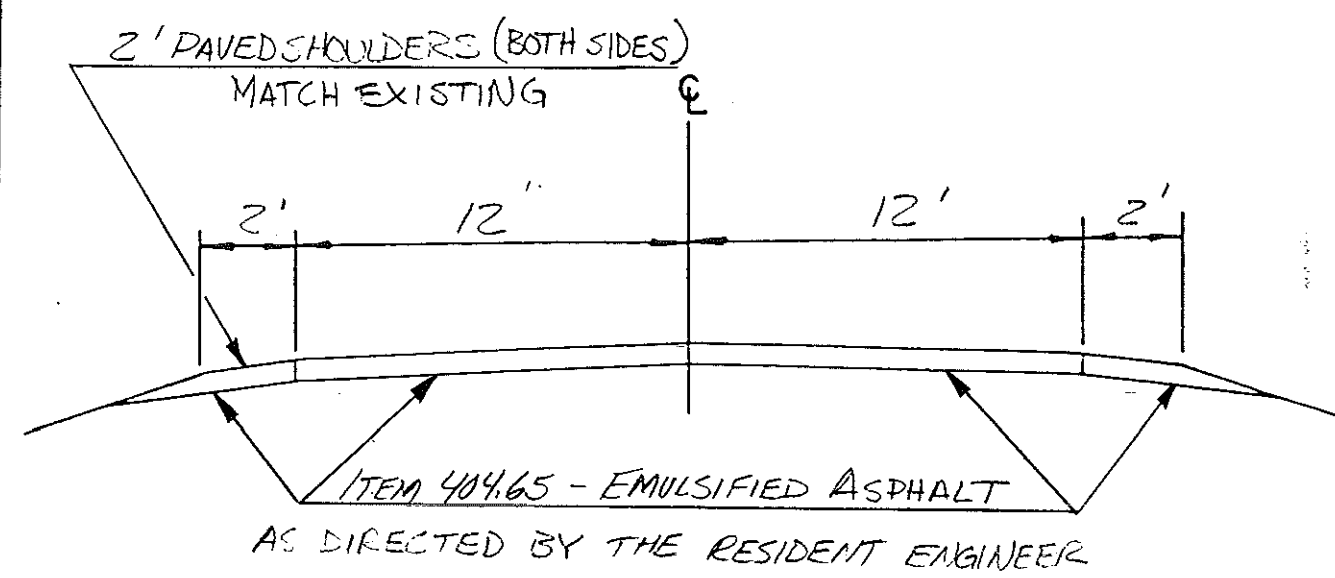 2' PAVED SHOULDERS (BOTH SIDES)
MATCH EXISTING
℄
2' 12' 12' 2'
ITEM 404.65 - EMULSIFIED ASPHALT
AS DIRECTED BY THE RESIDENT ENGINEER